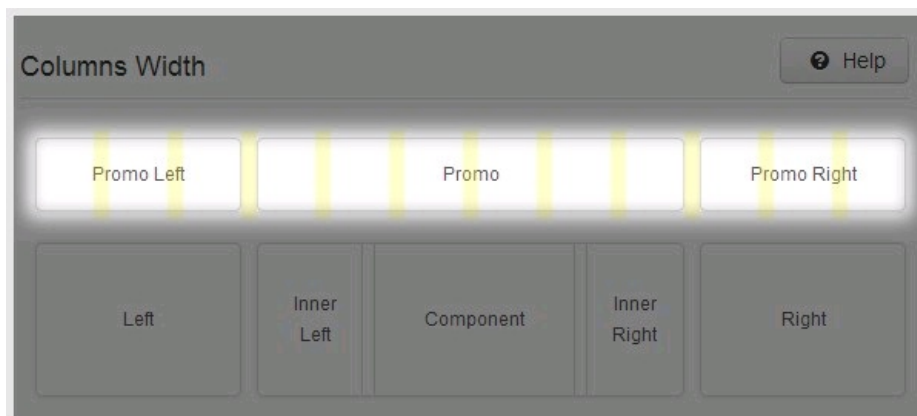 Columns Width
Help
Promo Left
Promo
Promo Right
Left
Inner
Left
Component
Inner
Right
Right